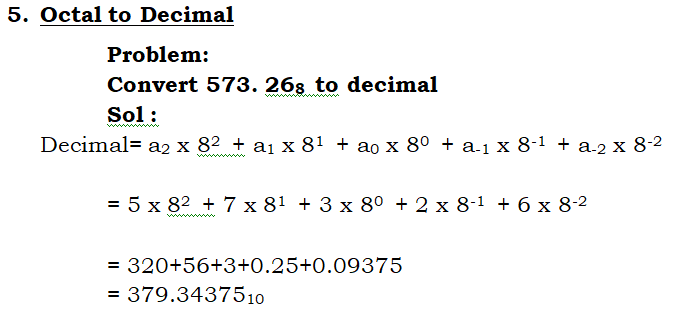 5. Octal to Decimal
Problem:
Convert 573. 26₈ to decimal
Sol :
Decimal= a₂ x 8² + a₁ x 8¹ + a₀ x 8⁰ + a₋₁ x 8⁻¹ + a₋₂ x 8⁻²
= 5 x 8² + 7 x 8¹ + 3 x 8⁰ + 2 x 8⁻¹ + 6 x 8⁻²
= 320+56+3+0.25+0.09375
= 379.34375₁₀